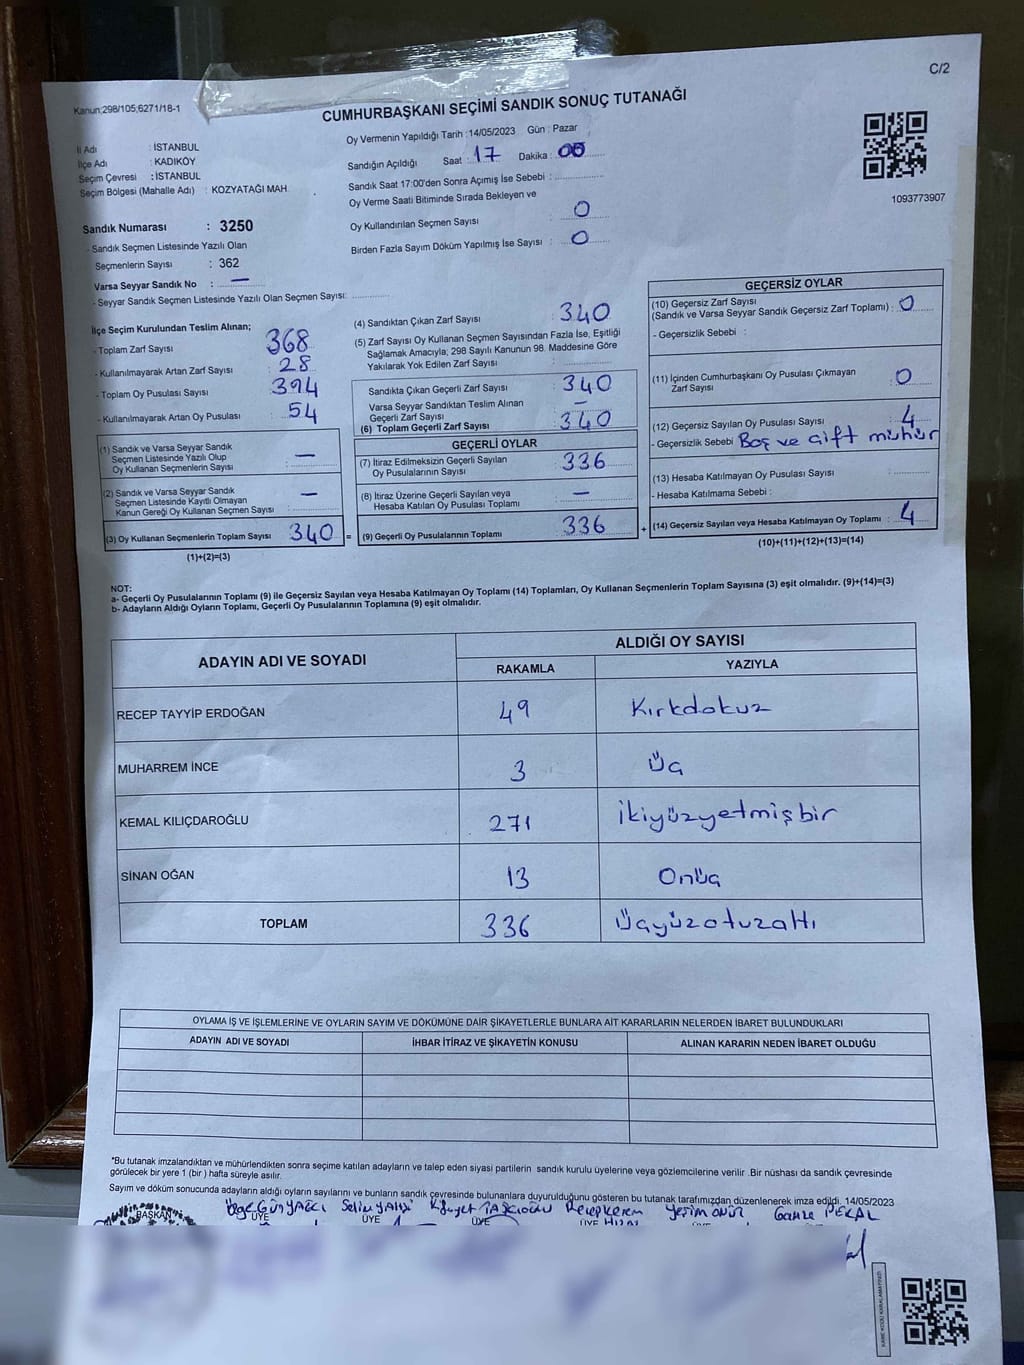 C/2
Kanun;298/105;6271/18-1
CUMHURBAŞKANI SEÇİMİ SANDIK SONUÇ TUTANAĞI
İl Adı : İSTANBUL
İlçe Adı : KADIKÖY
Seçim Çevresi : İSTANBUL
Seçim Bölgesi (Mahalle Adı) : KOZYATAĞI MAH.
Oy Vermenin Yapıldığı Tarih : 14/05/2023 Gün : Pazar
Sandığın Açıldığı Saat : 17 Dakika : 00
Sandık Saat 17:00'den Sonra Açımış İse Sebebi :
Oy Verme Saati Bitiminde Sırada Bekleyen ve
Oy Kullandırılan Seçmen Sayısı : 0
Birden Fazla Sayım Döküm Yapılmış İse Sayısı : 0
1093773907
Sandık Numarası : 3250
- Sandık Seçmen Listesinde Yazılı Olan
Seçmenlerin Sayısı : 362
Varsa Seyyar Sandık No : —
- Seyyar Sandık Seçmen Listesinde Yazılı Olan Seçmen Sayısı:
İlçe Seçim Kurulundan Teslim Alınan;
- Toplam Zarf Sayısı : 368
- Kullanılmayarak Artan Zarf Sayısı : 28
- Toplam Oy Pusulası Sayısı : 394
- Kullanılmayarak Artan Oy Pusulası : 54
(1) Sandık ve Varsa Seyyar Sandık
Seçmen Listesinde Yazılı Olup
Oy Kullanan Seçmenlerin Sayısı : —
(2) Sandık ve Varsa Seyyar Sandık
Seçmen Listesinde Kayıtlı Olmayan
Kanun Gereği Oy Kullanan Seçmen Sayısı : —
(3) Oy Kullanan Seçmenlerin Toplam Sayısı : 340 =
(1)+(2)=(3)
(4) Sandıktan Çıkan Zarf Sayısı : 340
(5) Zarf Sayısı Oy Kullanan Seçmen Sayısından Fazla İse, Eşitliği
Sağlamak Amacıyla; 298 Sayılı Kanunun 98. Maddesine Göre
Yakılarak Yok Edilen Zarf Sayısı :
Sandıkta Çıkan Geçerli Zarf Sayısı : 340
Varsa Seyyar Sandıktan Teslim Alınan
Geçerli Zarf Sayısı : —
(6) Toplam Geçerli Zarf Sayısı : 340
GEÇERLİ OYLAR
(7) İtiraz Edilmeksizin Geçerli Sayılan
Oy Pusulalarının Sayısı : 336
(8) İtiraz Üzerine Geçerli Sayılan veya
Hesaba Katılan Oy Pusulası Toplamı : —
(9) Geçerli Oy Pusulalarının Toplamı : 336 +
GEÇERSİZ OYLAR
(10) Geçersiz Zarf Sayısı
(Sandık ve Varsa Seyyar Sandık Geçersiz Zarf Toplamı) : 0
- Geçersizlik Sebebi :
(11) İçinden Cumhurbaşkanı Oy Pusulası Çıkmayan
Zarf Sayısı : 0
(12) Geçersiz Sayılan Oy Pusulası Sayısı : 4
- Geçersizlik Sebebi : Boş ve çift mühür
(13) Hesaba Katılmayan Oy Pusulası Sayısı :
- Hesaba Katılmama Sebebi :
(14) Geçersiz Sayılan veya Hesaba Katılmayan Oy Toplamı : 4
(10)+(11)+(12)+(13)=(14)
NOT:
a- Geçerli Oy Pusulalarının Toplamı (9) ile Geçersiz Sayılan veya Hesaba Katılmayan Oy Toplamı (14) Toplamları, Oy Kullanan Seçmenlerin Toplam Sayısına (3) eşit olmalıdır. (9)+(14)=(3)
b- Adayların Aldığı Oyların Toplamı, Geçerli Oy Pusulalarının Toplamına (9) eşit olmalıdır.
ADAYIN ADI VE SOYADI
ALDIĞI OY SAYISI
RAKAMLA YAZIYLA
RECEP TAYYİP ERDOĞAN 49 Kırkdokuz
MUHARREM İNCE 3 Üç
KEMAL KILIÇDAROĞLU 271 ikiyüzyetmişbir
SİNAN OĞAN 13 Onüç
TOPLAM 336 Üçyüzotuzaltı
OYLAMA İŞ VE İŞLEMLERİNE VE OYLARIN SAYIM VE DÖKÜMÜNE DAİR ŞİKAYETLERLE BUNLARA AİT KARARLARIN NELERDEN İBARET BULUNDUKLARI
ADAYIN ADI VE SOYADI İHBAR İTİRAZ VE ŞİKAYETİN KONUSU ALINAN KARARIN NEDEN İBARET OLDUĞU
*Bu tutanak imzalandıktan ve mühürlendikten sonra seçime katılan adayların ve talep eden siyasi partilerin sandık kurulu üyelerine veya gözlemcilerine verilir .Bir nüshası da sandık çevresinde
görülecek bir yere 1 (bir ) hafta süreyle asılır.
Sayım ve döküm sonucunda adayların aldığı oyların sayılarını ve bunların sandık çevresinde bulunanlara duyurulduğunu gösteren bu tutanak tarafımızdan düzenlenerek imza edildi. 14/05/2023
Selin Recepkerem Yesim ONUR Gamze PEKAL
BAŞKAN ÜYE ÜYE ÜYE ÜYE